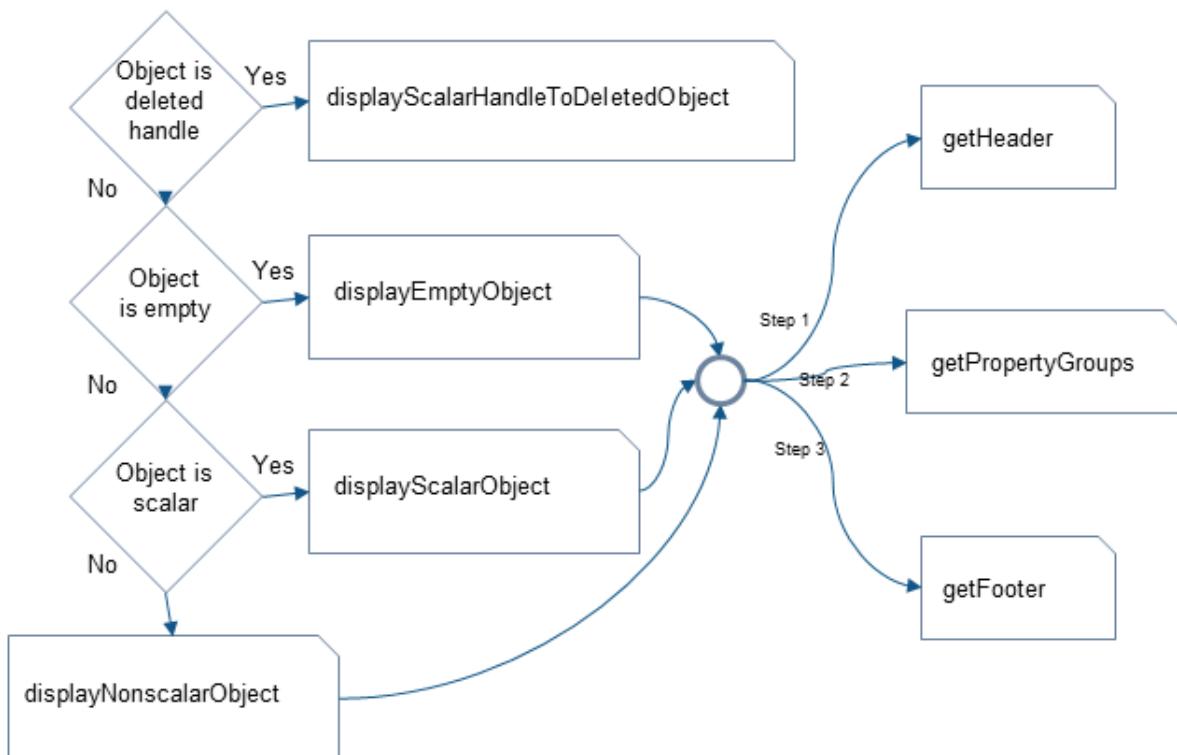 Object is
deleted
handle
Yes
displayScalarHandleToDeletedObject
No
Object
is empty
Yes
displayEmptyObject
No
Object is
scalar
Yes
displayScalarObject
No
displayNonscalarObject
Step 1
getHeader
Step 2
getPropertyGroups
Step 3
getFooter